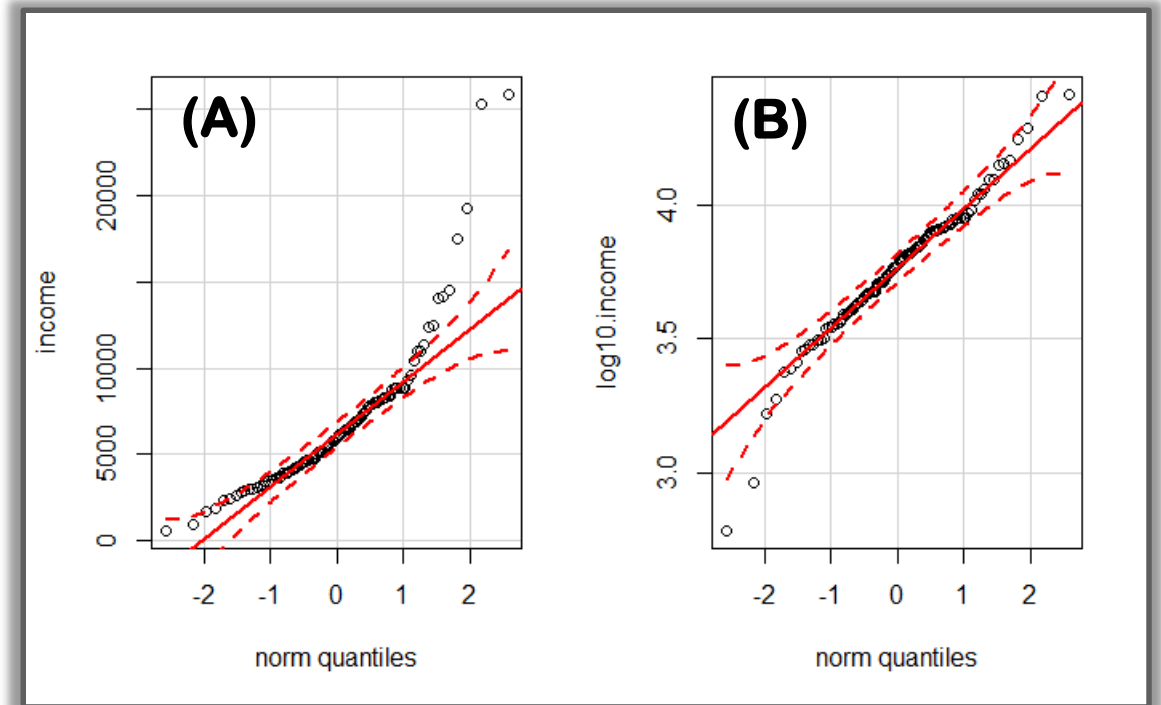 (A)
income
0
5000
10000
20000
-2 -1 0 1 2
norm quantiles
(B)
log10.income
3.0
3.5
4.0
-2 -1 0 1 2
norm quantiles